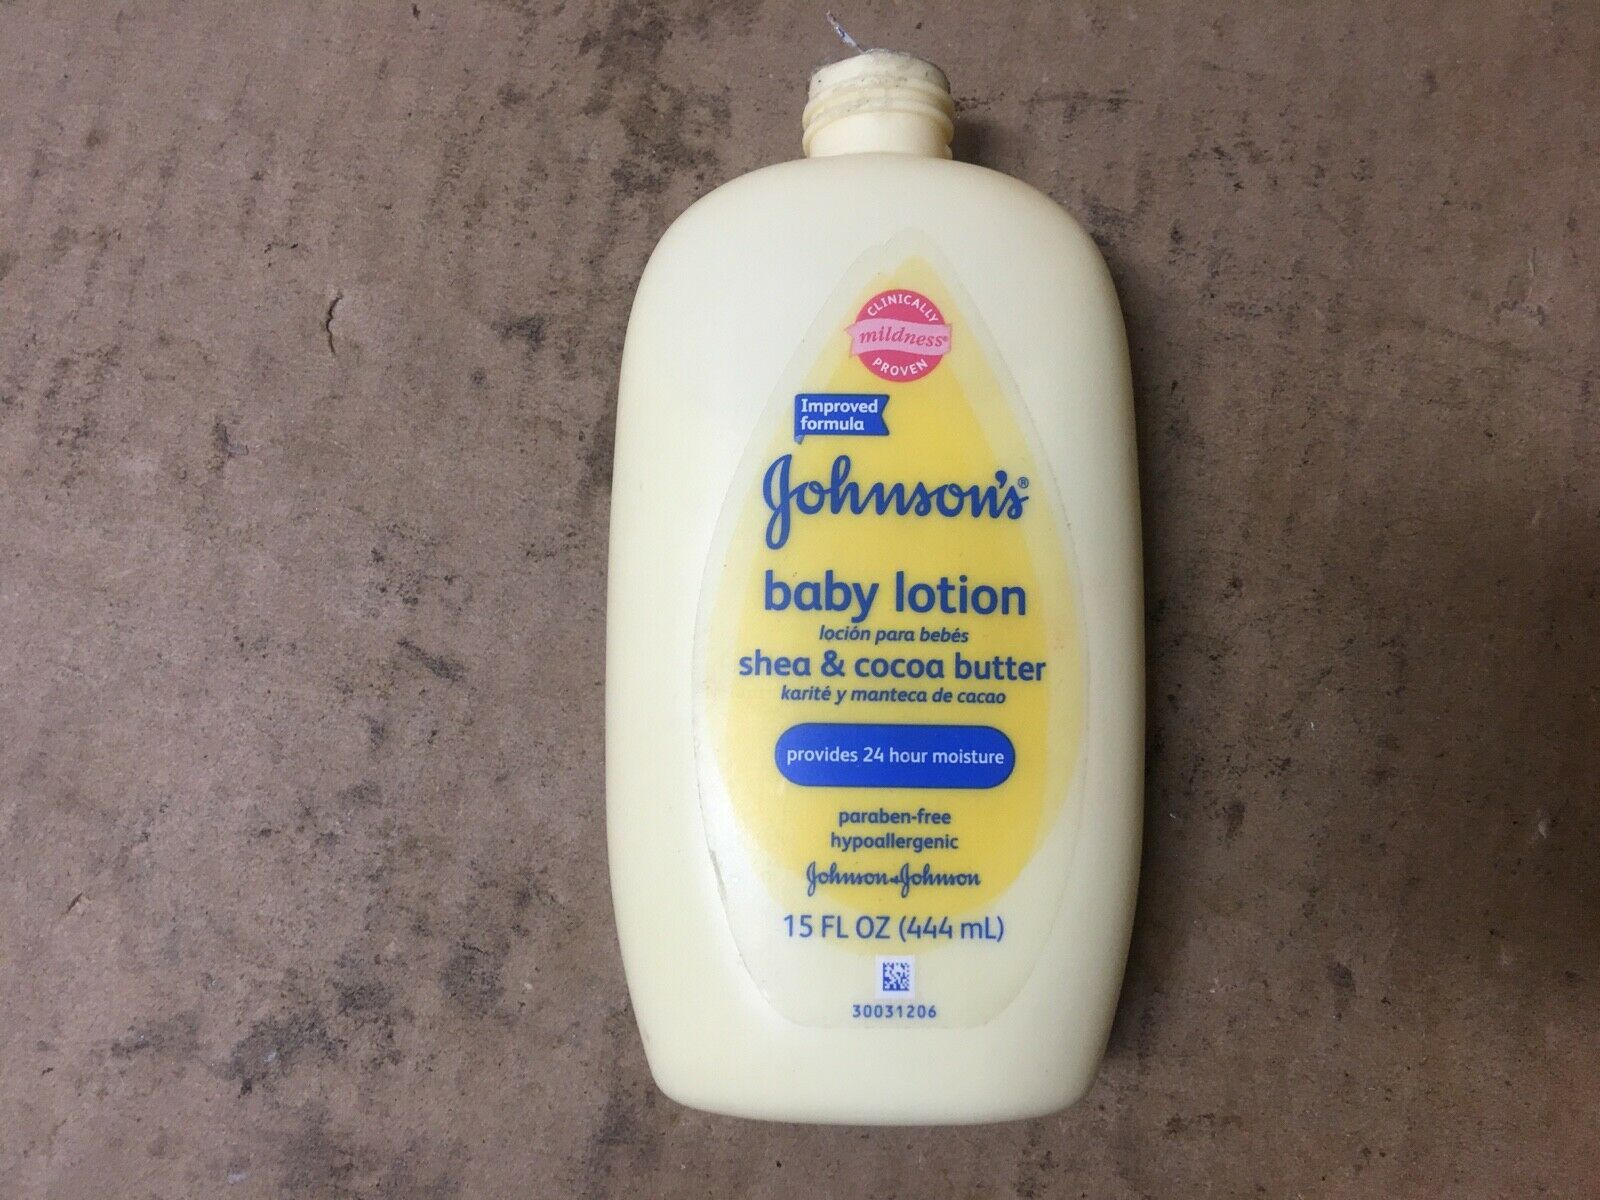 CLINICALLY
mildness®
PROVEN
Improved
formula
Johnson's®
baby lotion
loción para bebés
shea & cocoa butter
karité y manteca de cacao
provides 24 hour moisture
paraben-free
hypoallergenic
Johnson+Johnson
15 FL OZ (444 mL)
30031206